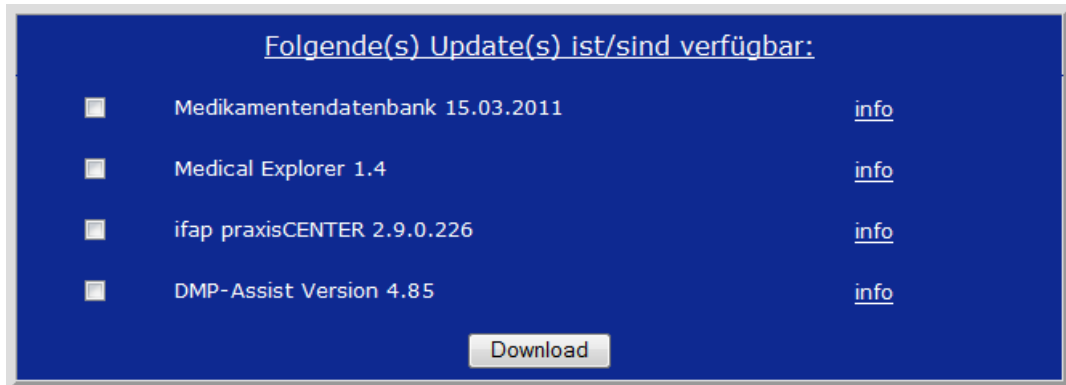 Folgende(s) Update(s) ist/sind verfügbar:
Medikamentendatenbank 15.03.2011 info
Medical Explorer 1.4 info
ifap praxisCENTER 2.9.0.226 info
DMP-Assist Version 4.85 info
Download